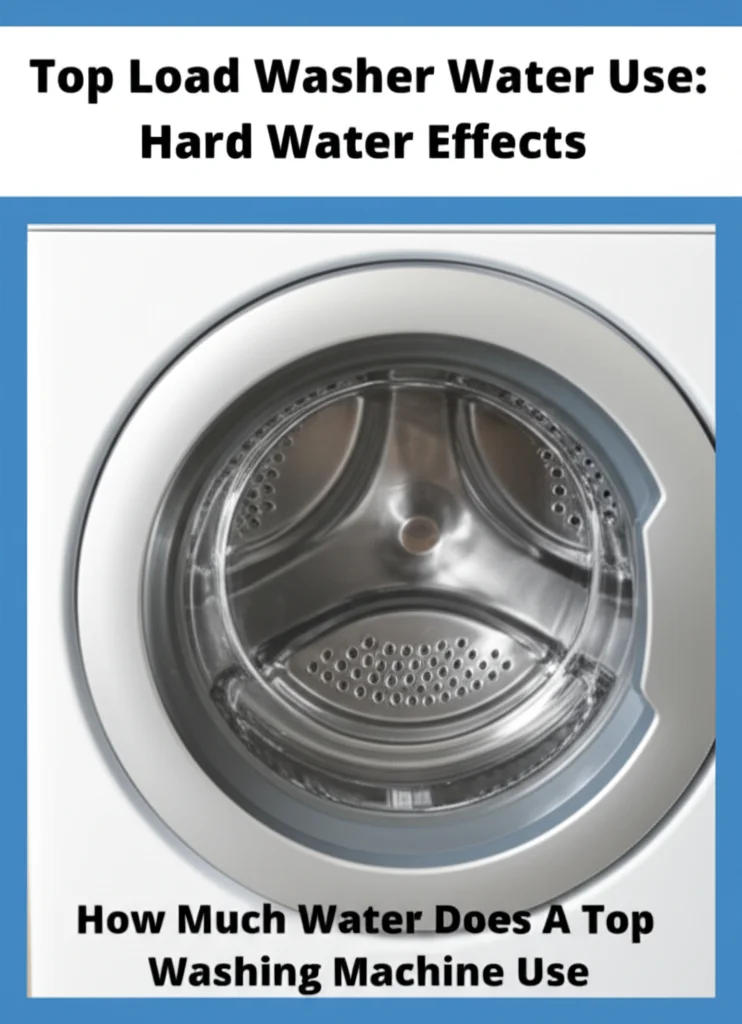 Top Load Washer Water Use:
Hard Water Effects
How Much Water Does A Top
Washing Machine Use